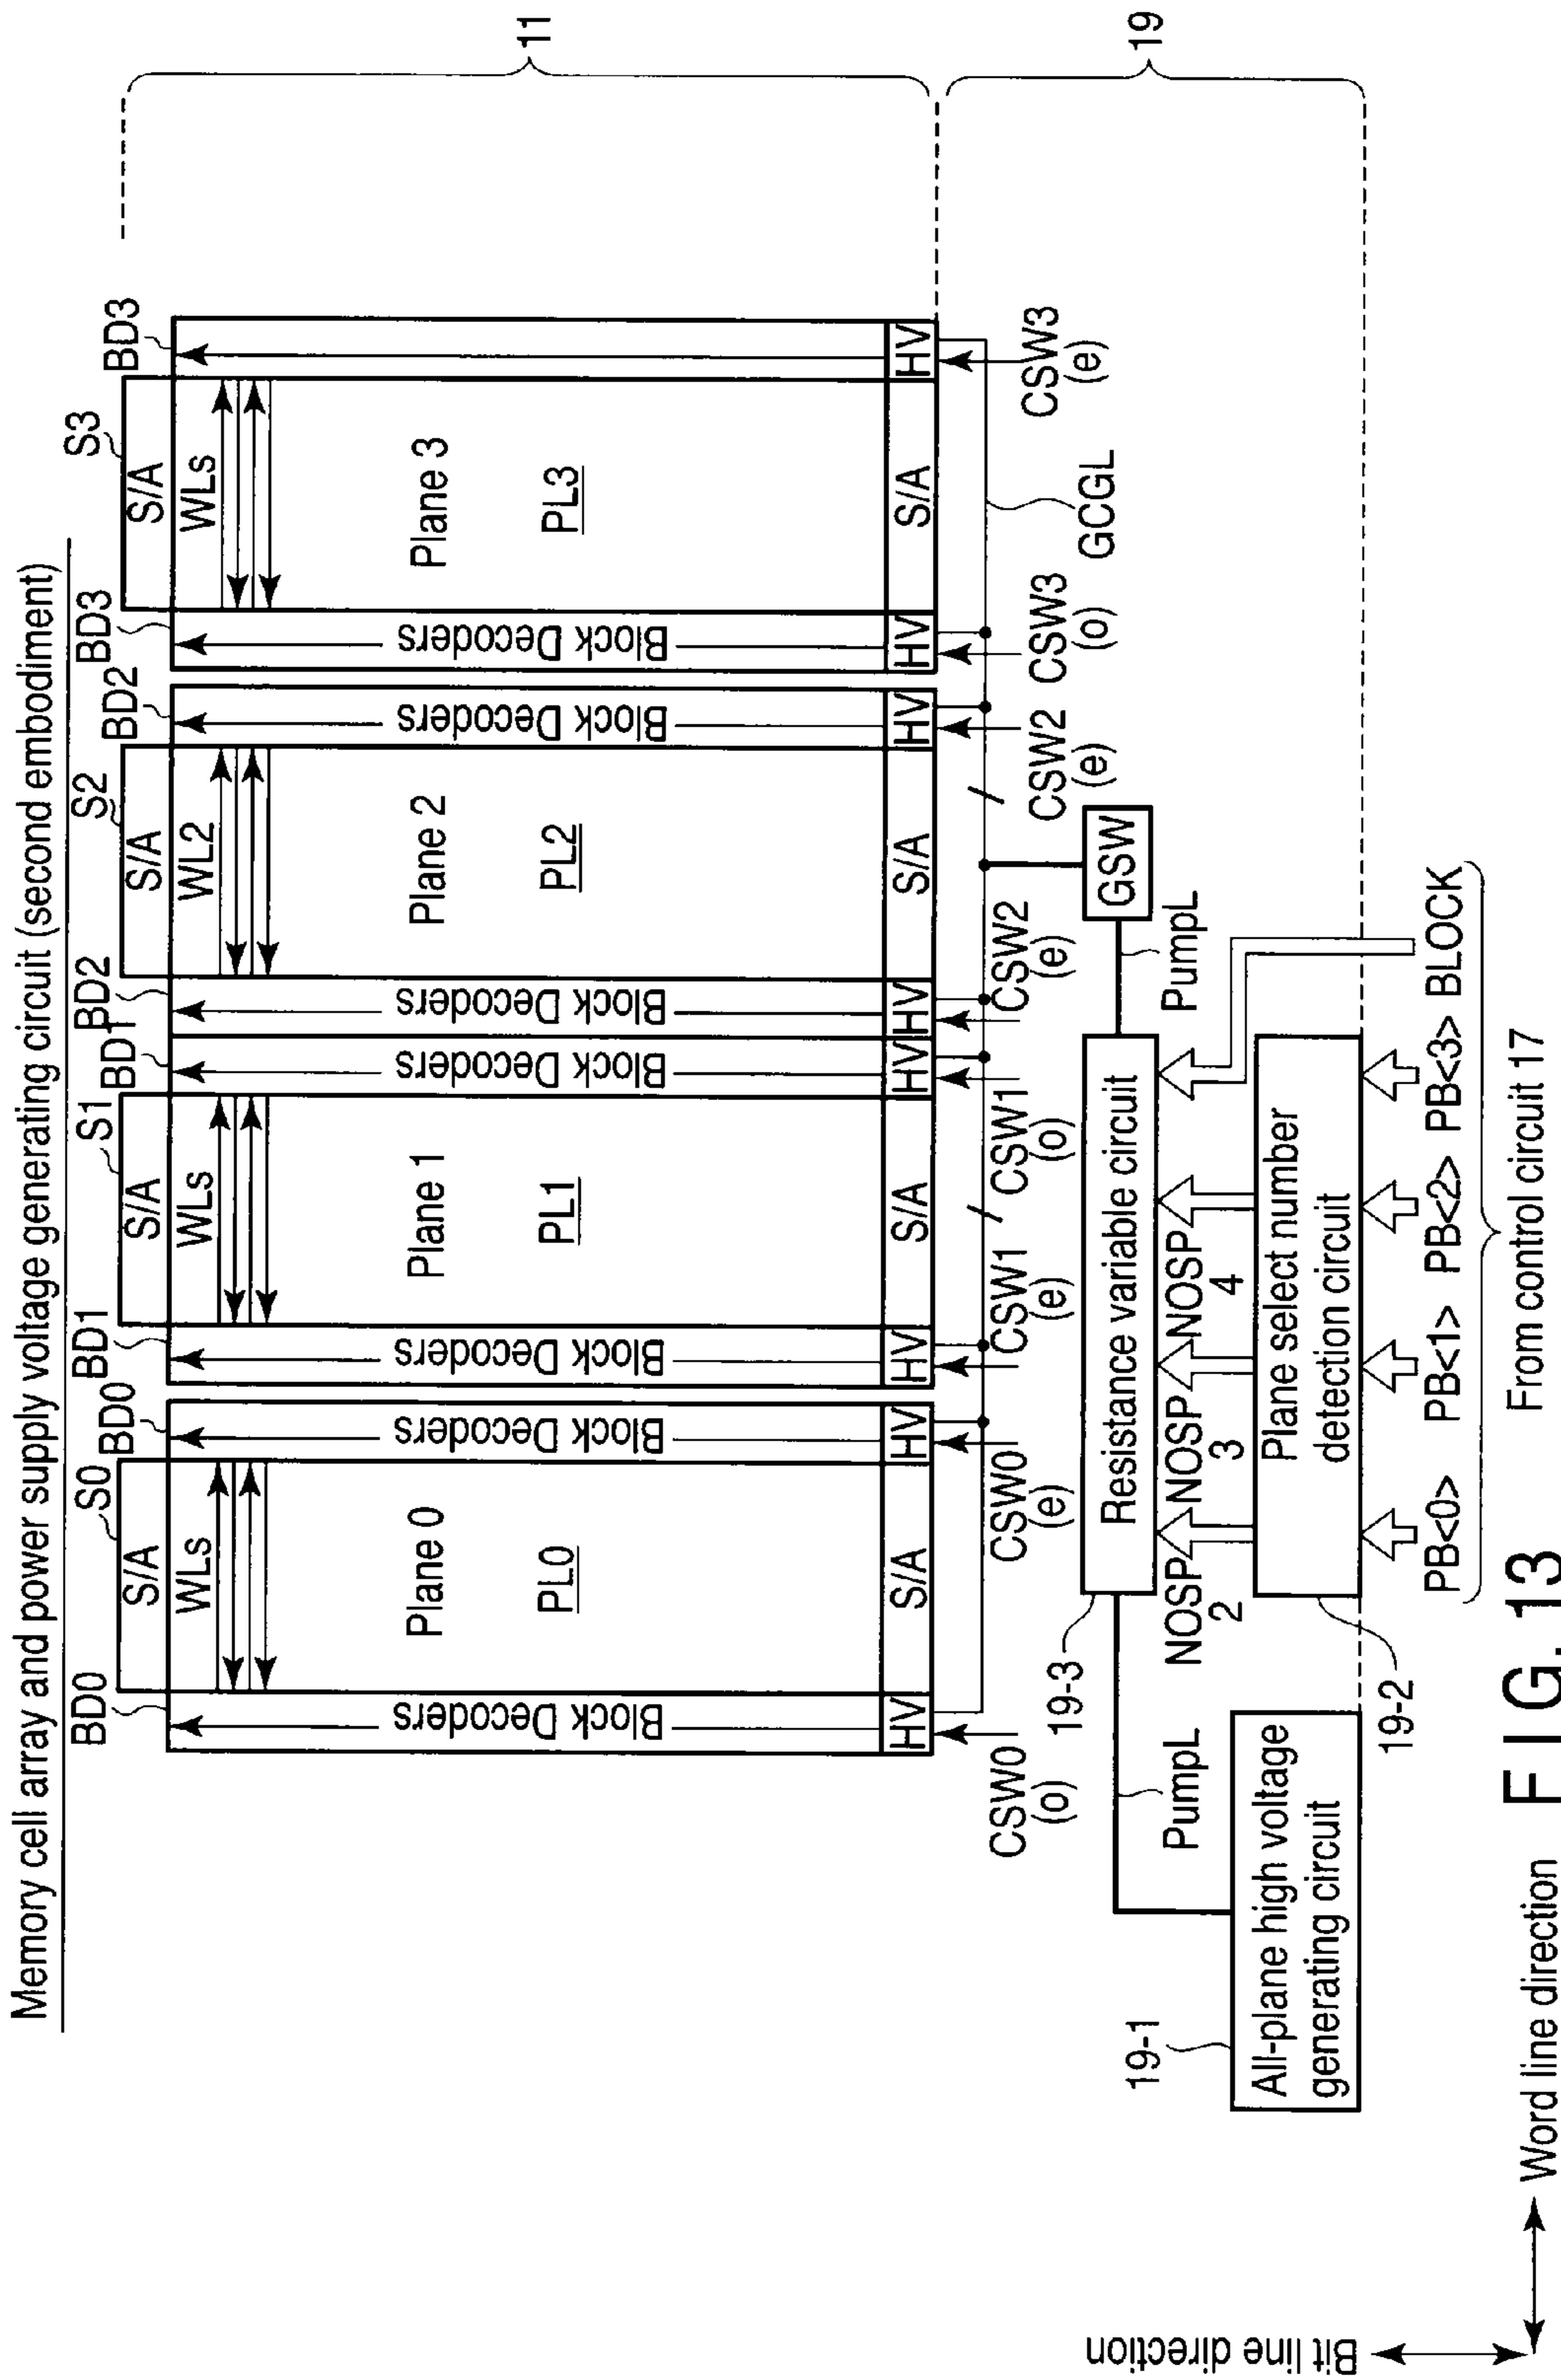 Memory cell array and power supply voltage generating circuit (second embodiment)
BD0 S0 BD0 BD1 S1 BD1 BD2 S2 BD2 BD3 S3 BD3
S/A S/A S/A S/A
WLs WLs WL2 WLs
11
Block Decoders Block Decoders Block Decoders Block Decoders Block Decoders Block Decoders Block Decoders
Plane 0 Plane 1 Plane 2 Plane 3
PL0 PL1 PL2 PL3
HV S/A HV HV S/A HV HV S/A HV HV S/A HV
CSW0
(o)
CSW0
(e)
CSW1
(e)
CSW1
(o)
CSW2
(e)
CSW2
(e)
CSW3
(o)
GCGL
CSW3
(e)
19
19-3
Resistance variable circuit
GSW
PumpL
PumpL
NOSP
2
NOSP
3
NOSP
4
19-1
All-plane high voltage
generating circuit
Plane select number
detection circuit
19-2
PB<0> PB<1> PB<2> PB<3> BLOCK
From control circuit 17
Bit line direction
Word line direction
FIG. 13